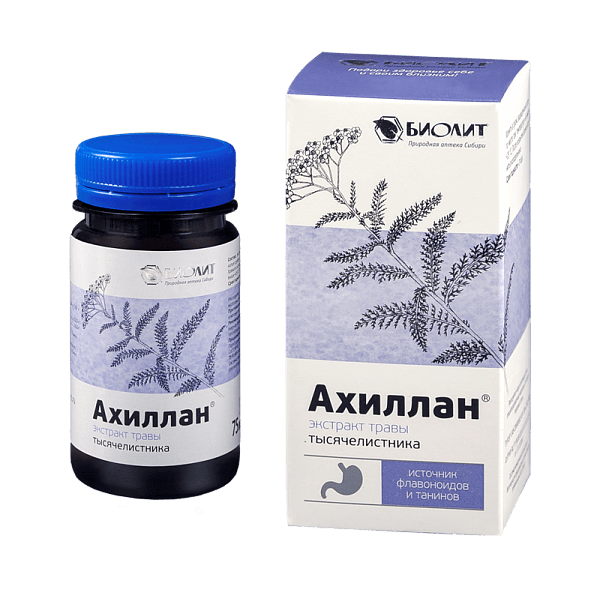 БИОЛИТ
Природная аптека Сибири
Ахиллан®
экстракт травы
тысячелистника
75
Подари здоровье себе
и своим близким!
БИОЛИТ
Природная аптека Сибири
Ахиллан®
экстракт травы
тысячелистника
источник
флавоноидов
и танинов